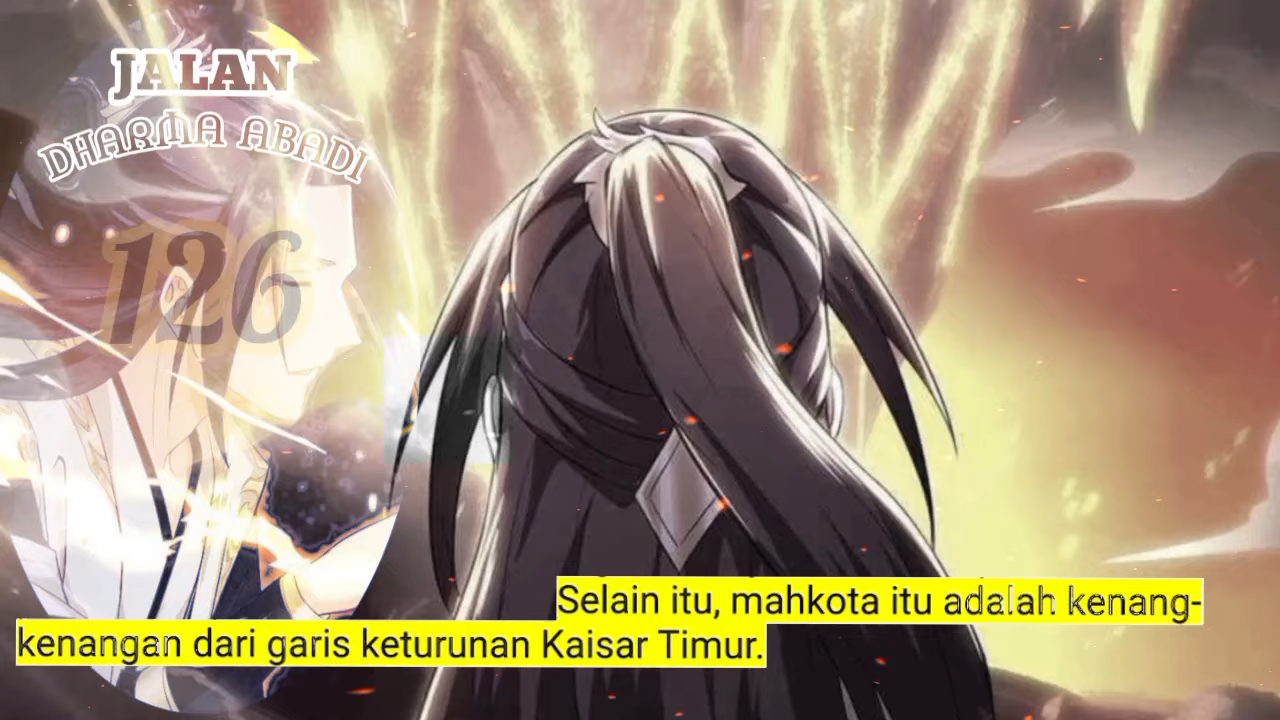 JALAN
DHARMA ABADI
126
Selain itu, mahkota itu adalah kenang-
kenangan dari garis keturunan Kaisar Timur.